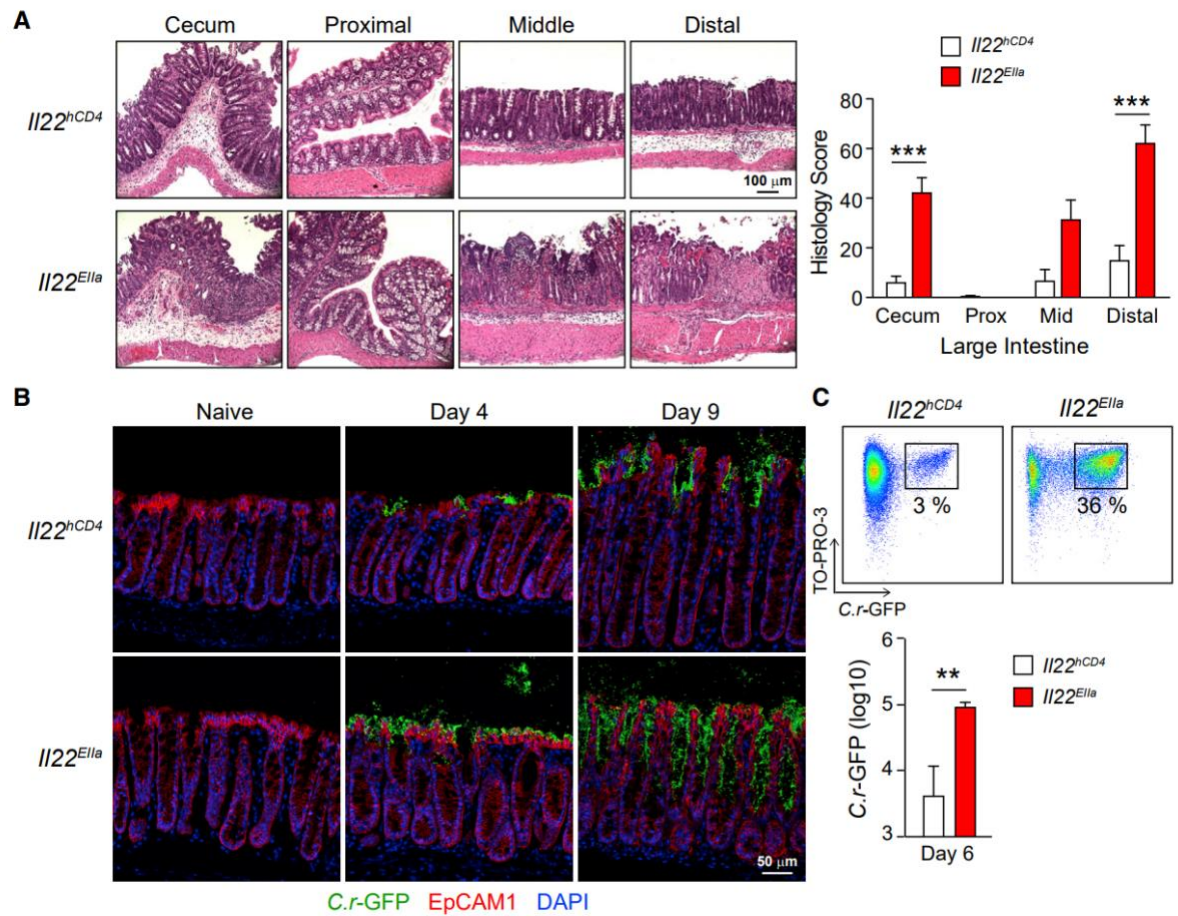 A
Cecum Proximal Middle Distal
Il22hCD4
100 μm
Il22EIIa
Il22hCD4
Il22EIIa
Histology Score
80
60
40
20
0
***
***
Cecum Prox Mid Distal
Large Intestine
B
Naive Day 4 Day 9
Il22hCD4
Il22EIIa
50 μm
C.r-GFP EpCAM1 DAPI
C
Il22hCD4 Il22EIIa
3 %
36 %
TO-PRO-3
C.r-GFP
C.r-GFP (log10)
6
5
4
3
**
Day 6
Il22hCD4
Il22EIIa